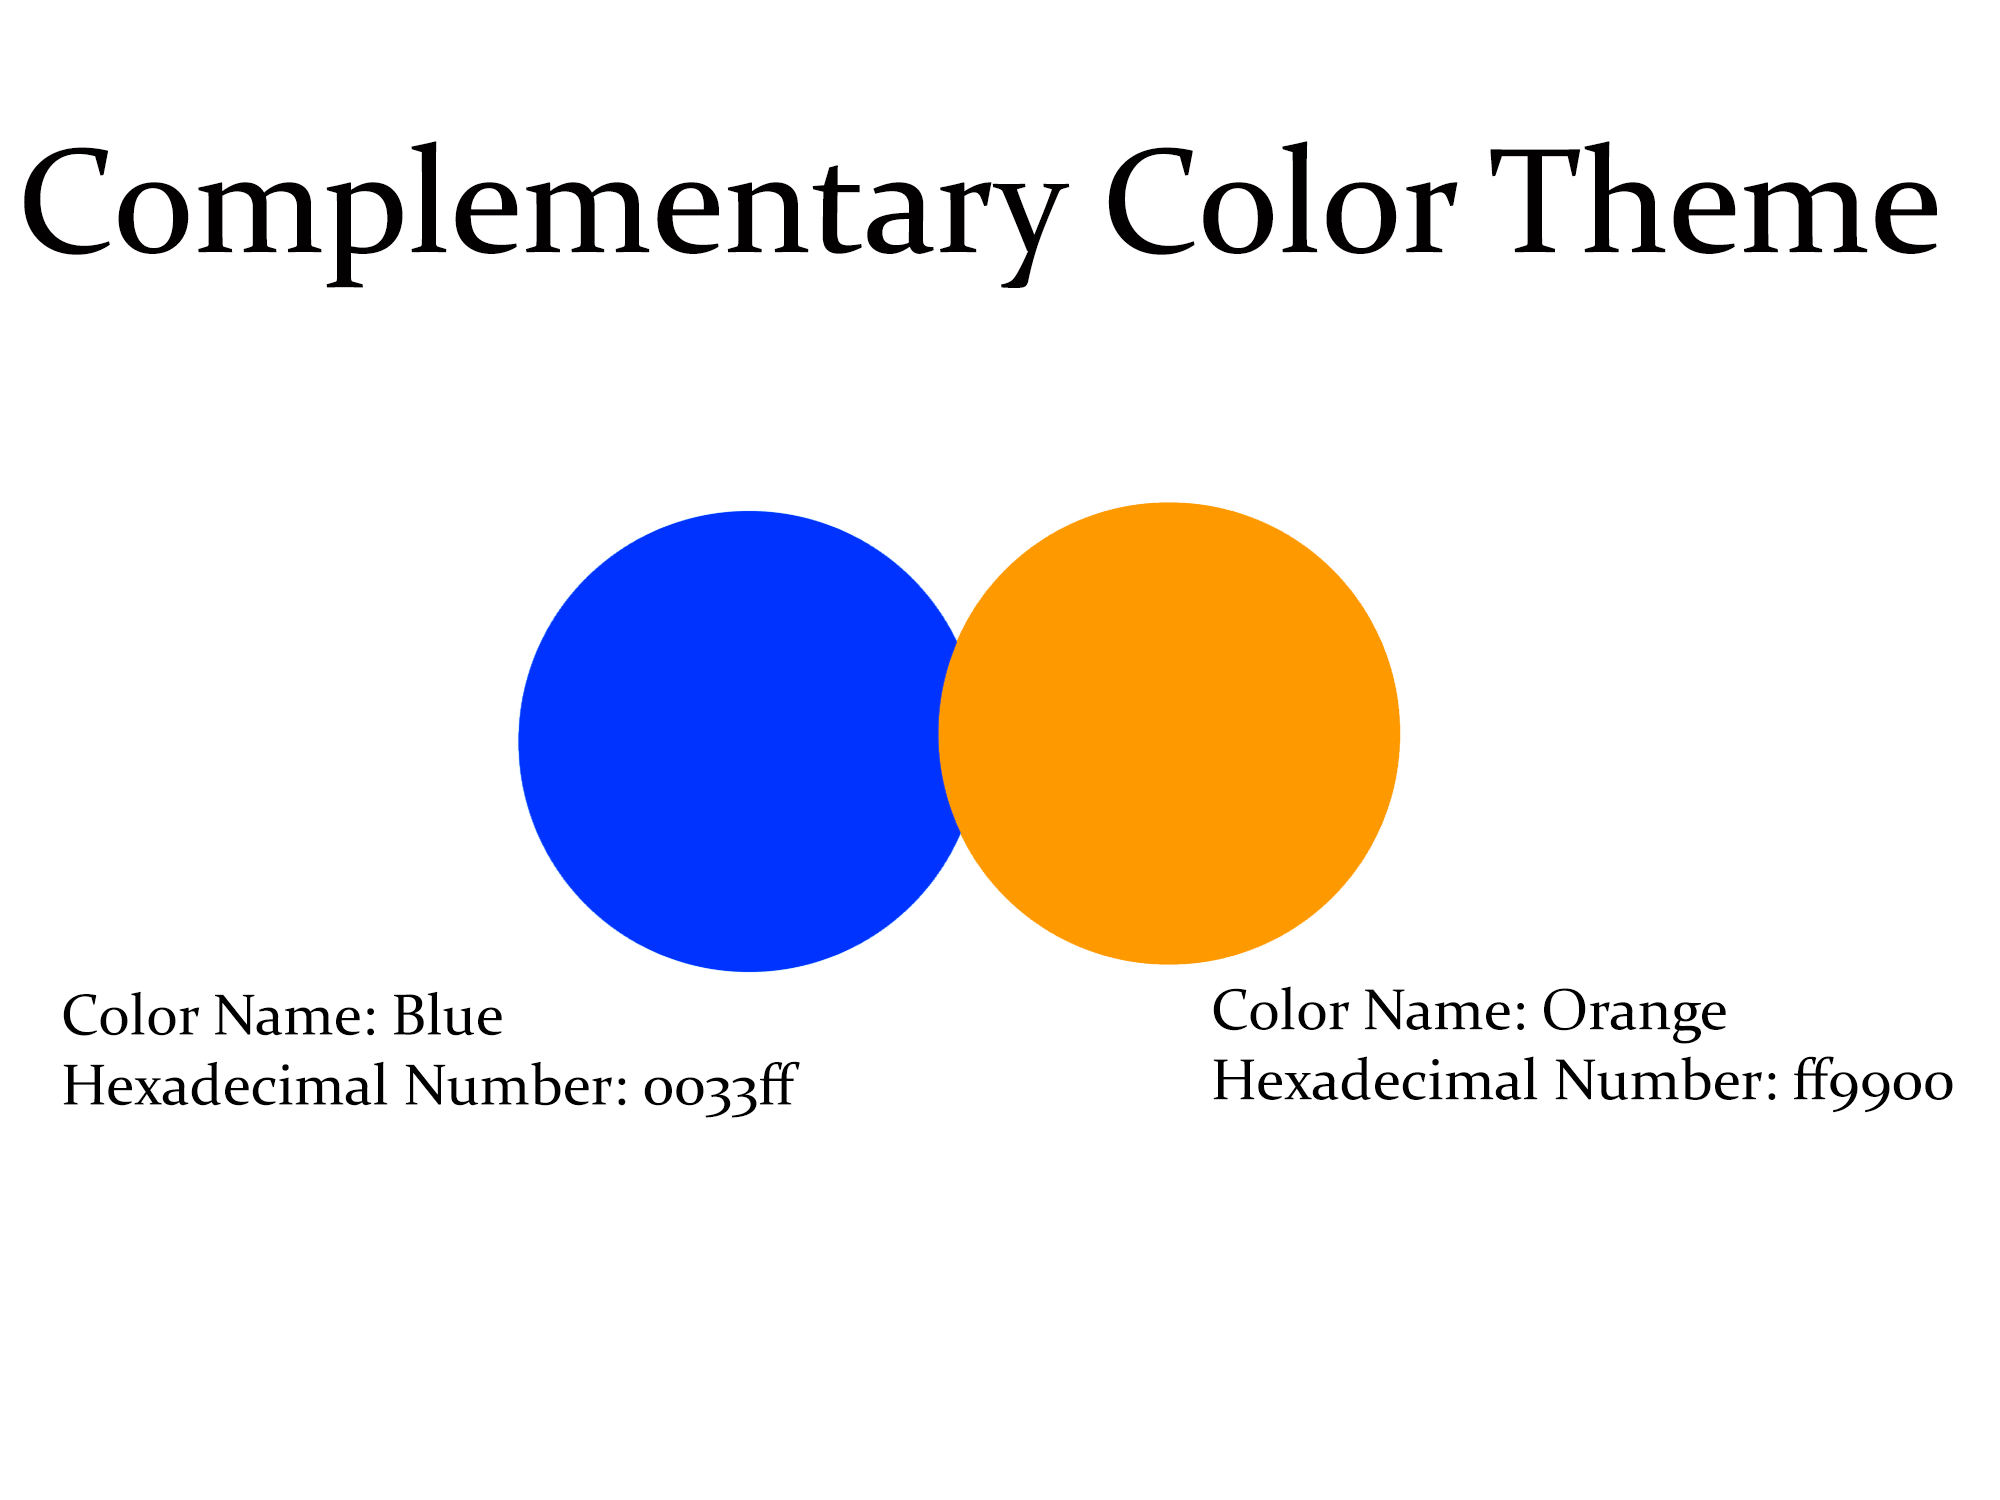 Complementary Color Theme
Color Name: Blue
Hexadecimal Number: 0033ff
Color Name: Orange
Hexadecimal Number: ff9900